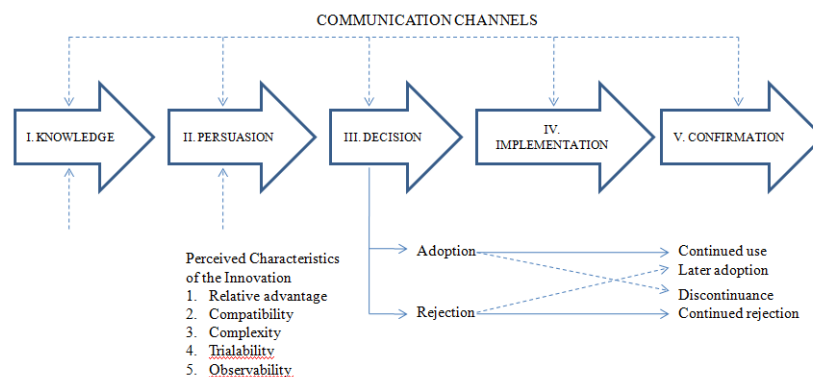 COMMUNICATION CHANNELS
I. KNOWLEDGE
II. PERSUASION
III. DECISION
IV.
IMPLEMENTATION
V. CONFIRMATION
Perceived Characteristics
of the Innovation
1. Relative advantage
2. Compatibility
3. Complexity
4. Trialability
5. Observability
Adoption
Rejection
Continued use
Later adoption
Discontinuance
Continued rejection